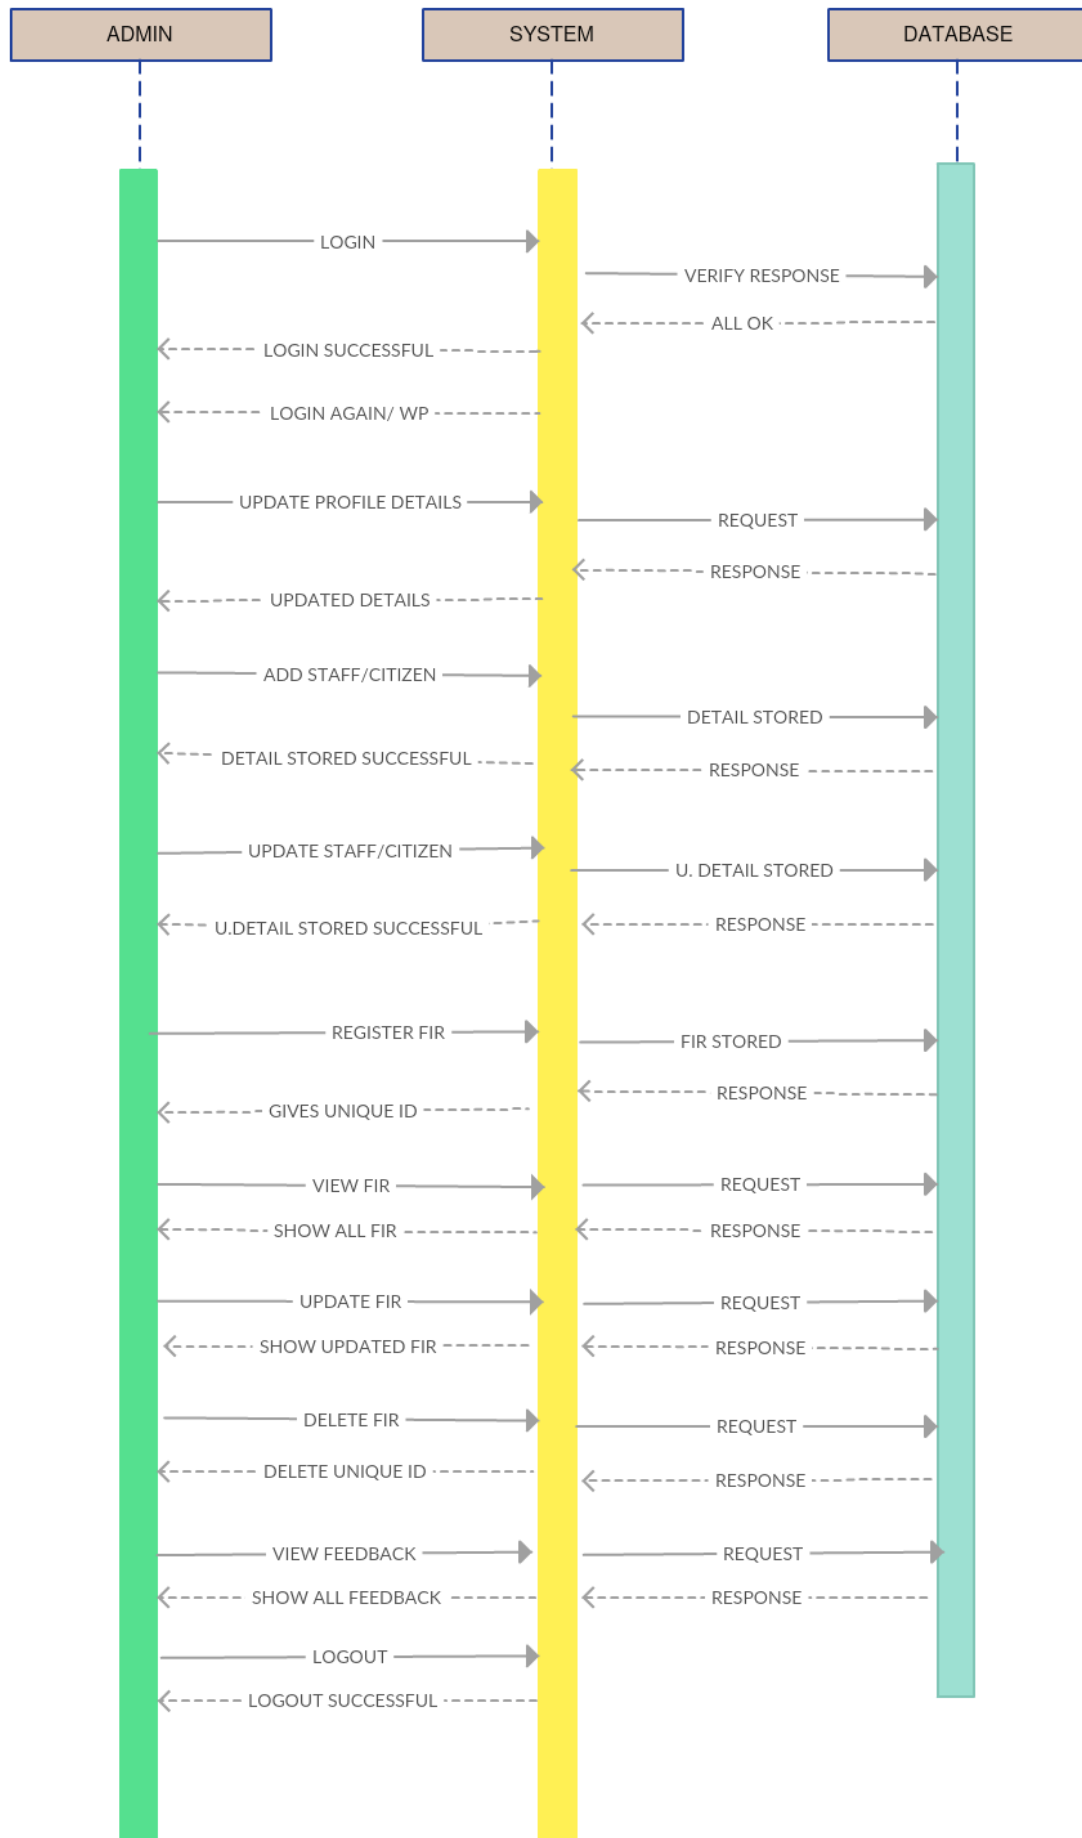 ADMIN
SYSTEM
DATABASE
LOGIN
VERIFY RESPONSE
ALL OK
LOGIN SUCCESSFUL
LOGIN AGAIN/ WP
UPDATE PROFILE DETAILS
REQUEST
RESPONSE
UPDATED DETAILS
ADD STAFF/CITIZEN
DETAIL STORED
DETAIL STORED SUCCESSFUL
RESPONSE
UPDATE STAFF/CITIZEN
U. DETAIL STORED
U.DETAIL STORED SUCCESSFUL
RESPONSE
REGISTER FIR
FIR STORED
RESPONSE
GIVES UNIQUE ID
VIEW FIR
REQUEST
SHOW ALL FIR
RESPONSE
UPDATE FIR
REQUEST
SHOW UPDATED FIR
RESPONSE
DELETE FIR
REQUEST
DELETE UNIQUE ID
RESPONSE
VIEW FEEDBACK
REQUEST
SHOW ALL FEEDBACK
RESPONSE
LOGOUT
LOGOUT SUCCESSFUL